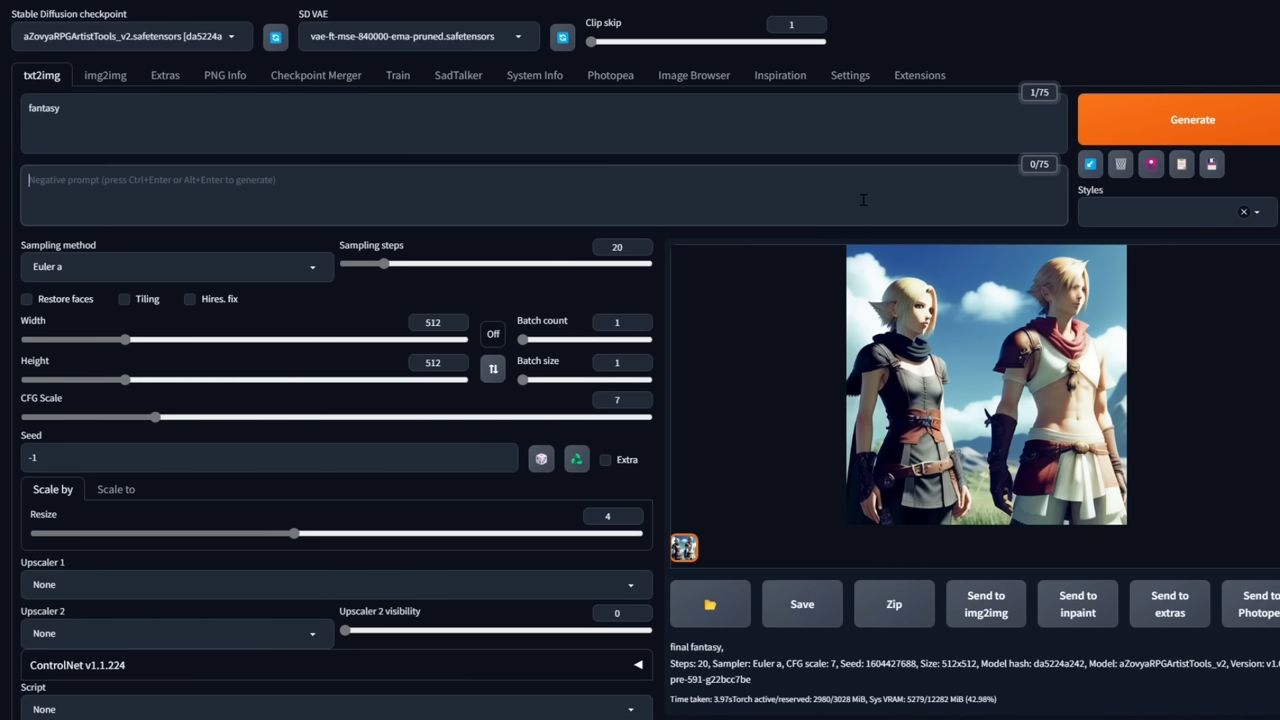 Stable Diffusion checkpoint
SD VAE
Clip skip
1
aZovyaRPGArtistTools_v2.safetensors [da5224a
vae-ft-mse-840000-ema-pruned.safetensors
txt2img
img2img
Extras
PNG Info
Checkpoint Merger
Train
SadTalker
System Info
Photopea
Image Browser
Inspiration
Settings
Extensions
1/75
fantasy
Generate
0/75
Negative prompt (press Ctrl+Enter or Alt+Enter to generate)
Styles
Sampling method
Sampling steps
20
Euler a
Restore faces
Tiling
Hires. fix
Width
512
Off
Batch count
1
Height
512
Batch size
1
CFG Scale
7
Seed
-1
Extra
Scale by
Scale to
Resize
4
Upscaler 1
None
Upscaler 2
None
Upscaler 2 visibility
0
ControlNet v1.1.224
Script
None
Save
Zip
Send to
img2img
Send to
inpaint
Send to
extras
Send to
Photope
final fantasy,
Steps: 20, Sampler: Euler a, CFG scale: 7, Seed: 1604427688, Size: 512x512, Model hash: da5224a242, Model: aZovyaRPGArtistTools_v2, Version: v1.
pre-591-g22bcc7be
Time taken: 3.97sTorch active/reserved: 2980/3028 MiB, Sys VRAM: 5279/12282 MiB (42.98%)